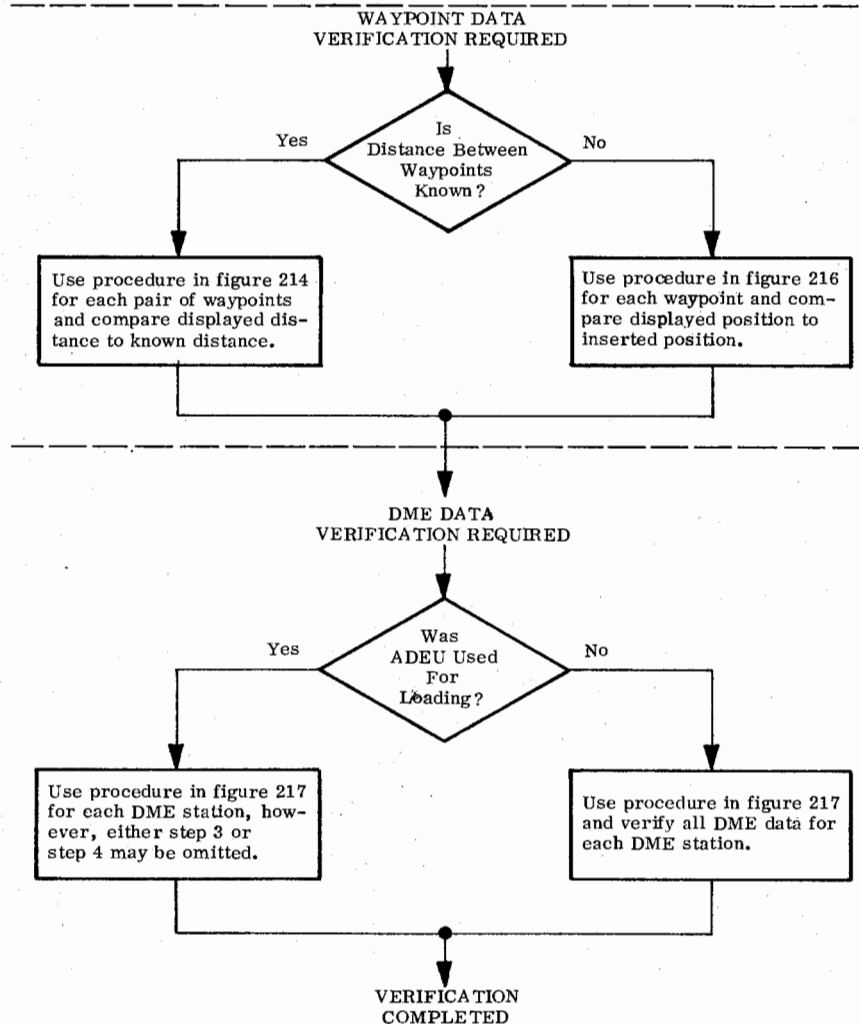 WAYPOINT DATA
VERIFICATION REQUIRED
Is
Distance Between
Waypoints
Known?
Yes
No
Use procedure in figure 214
for each pair of waypoints
and compare displayed dis-
tance to known distance.
Use procedure in figure 216
for each waypoint and com-
pare displayed position to
inserted position.
DME DATA
VERIFICATION REQUIRED
Was
ADEU Used
For
Loading?
Yes
No
Use procedure in figure 217
for each DME station, how-
ever, either step 3 or
step 4 may be omitted.
Use procedure in figure 217
and verify all DME data for
each DME station.
VERIFICATION
COMPLETED